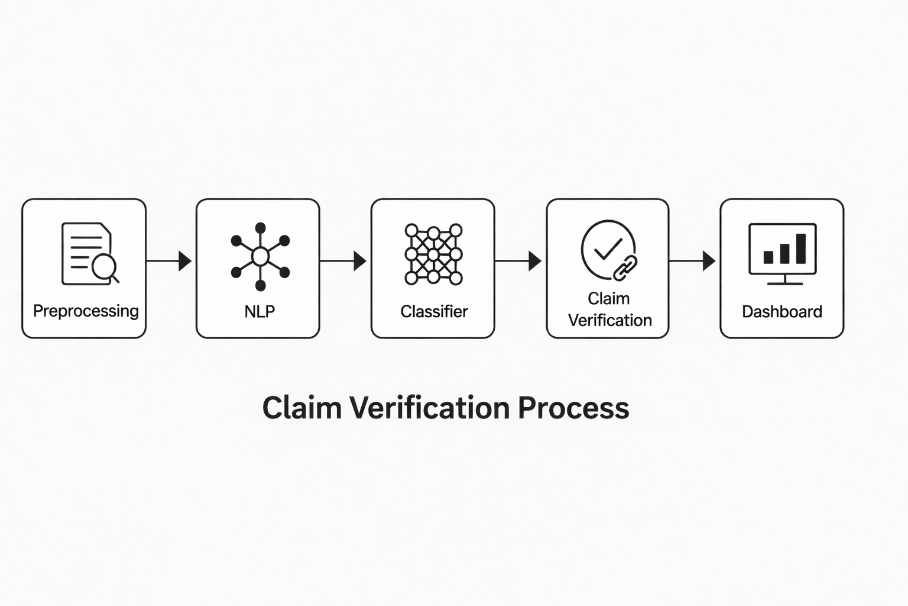 Preprocessing
NLP
Classifier
Claim
Verification
Dashboard
Claim Verification Process